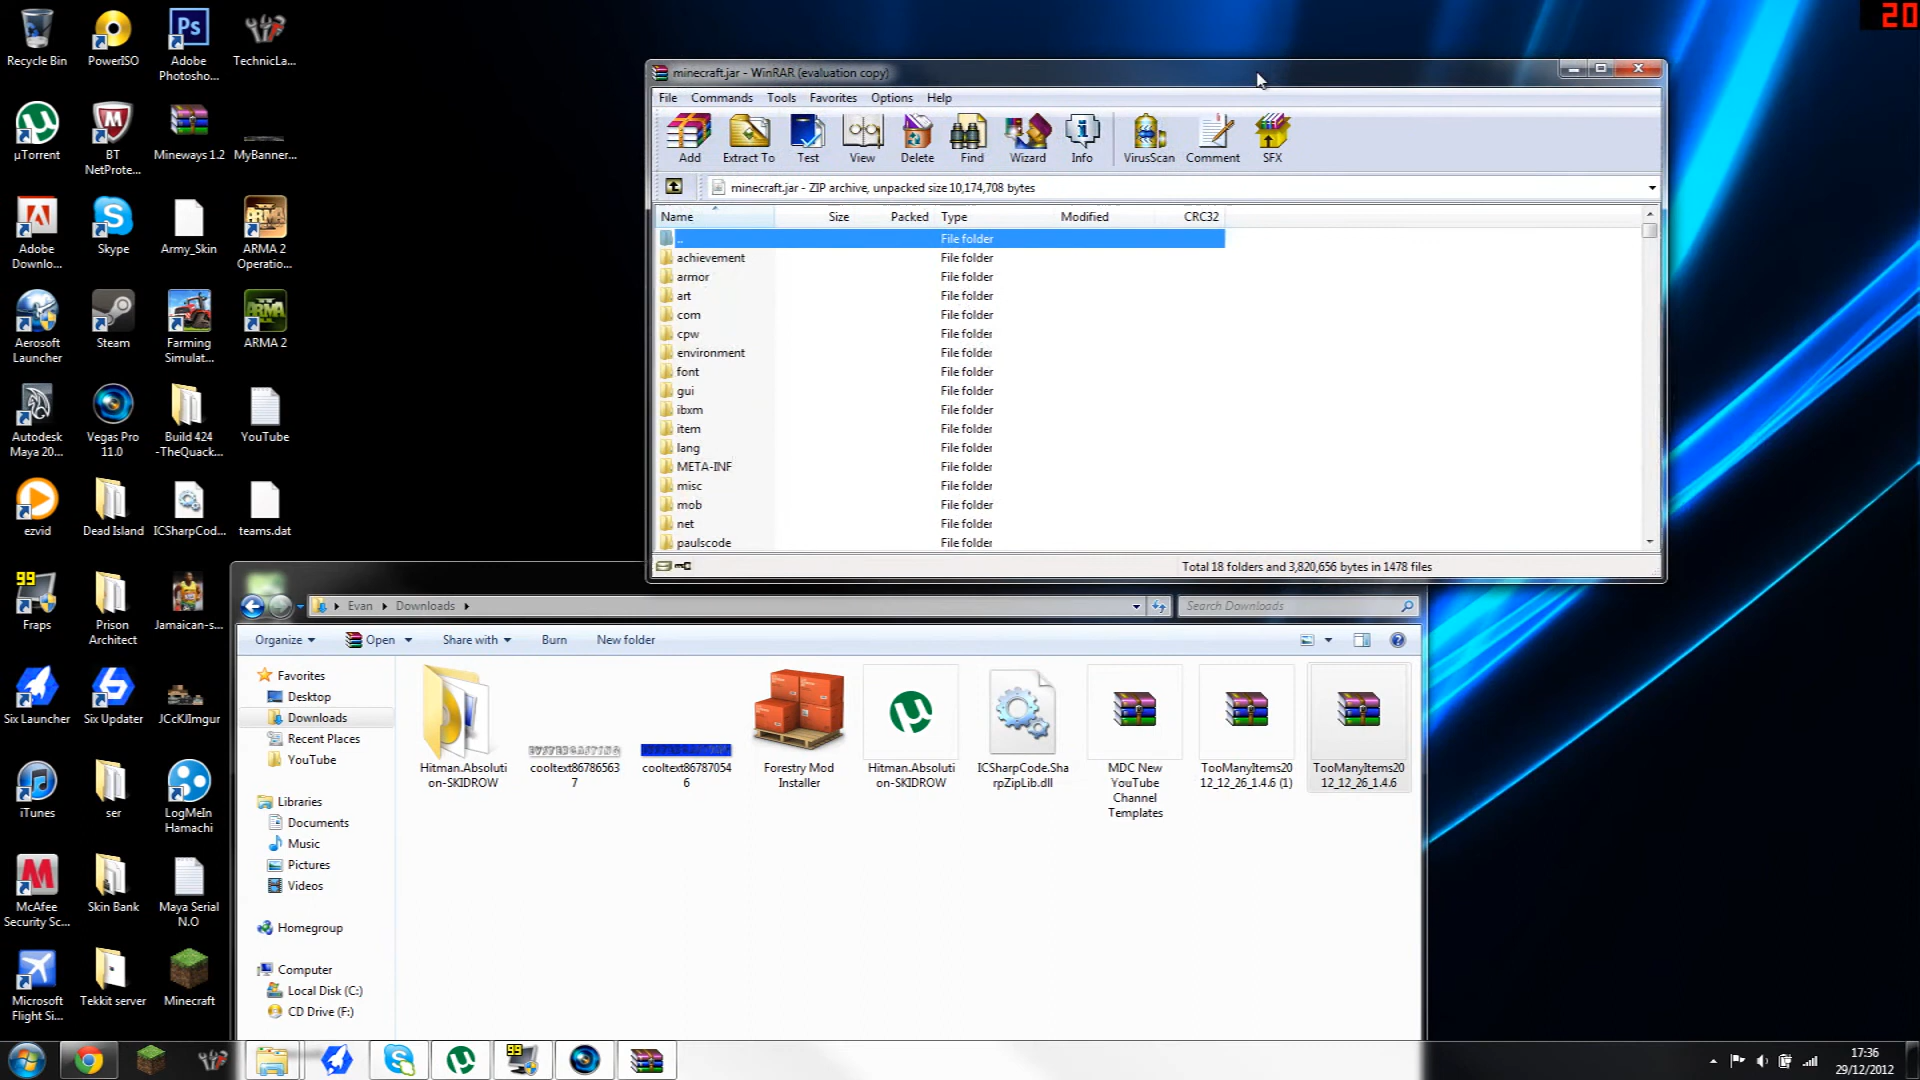 20
Recycle Bin
PowerISO
Adobe
Photosho...
TechnicLa...
µTorrent
BT
NetProte...
Mineways 1.2
MyBanner...
Adobe
Downlo...
Skype
Army_Skin
ARMA 2
Operatio...
Aerosoft
Launcher
Steam
Farming
Simulat...
ARMA 2
Autodesk
Maya 20...
Vegas Pro
11.0
Build 424
-TheQuack...
YouTube
ezvid
Dead Island
ICSharpCod...
teams.dat
99
Fraps
Prison
Architect
Jamaican-s...
Six Launcher
Six Updater
JCcKJImgur
iTunes
ser
LogMeIn
Hamachi
McAfee
Security Sc...
Skin Bank
Maya Serial
N.O
Microsoft
Flight Si...
Tekkit server
Minecraft
minecraft.jar - WinRAR (evaluation copy)
File Commands Tools Favorites Options Help
Add Extract To Test View Delete Find Wizard Info VirusScan Comment SFX
minecraft.jar - ZIP archive, unpacked size 10,174,708 bytes
Name Size Packed Type Modified CRC32
.. File folder
achievement File folder
armor File folder
art File folder
com File folder
cpw File folder
environment File folder
font File folder
gui File folder
ibxm File folder
item File folder
lang File folder
META-INF File folder
misc File folder
mob File folder
net File folder
paulscode File folder
Total 18 folders and 3,820,656 bytes in 1478 files
Evan Downloads
Search Downloads
Organize Open Share with Burn New folder
Favorites
Desktop
Downloads
Recent Places
YouTube
Libraries
Documents
Music
Pictures
Videos
Homegroup
Computer
Local Disk (C:)
CD Drive (F:)
Hitman.Absoluti
on-SKIDROW
cooltext86786563
7
cooltext86787054
6
Forestry Mod
Installer
Hitman.Absoluti
on-SKIDROW
ICSharpCode.Sha
rpZipLib.dll
MDC New
YouTube
Channel
Templates
TooManyItems20
12_12_26_1.4.6 (1)
TooManyItems20
12_12_26_1.4.6
99
17:36
29/12/2012